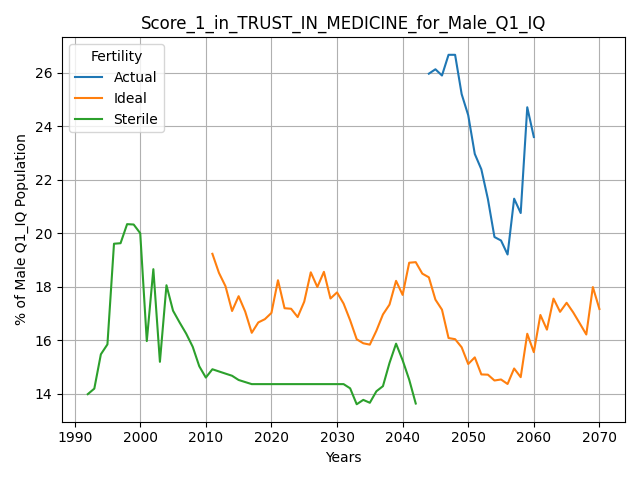 Score_1_in_TRUST_IN_MEDICINE_for_Male_Q1_IQ
Fertility
Actual
Ideal
Sterile
% of Male Q1_IQ Population
26
24
22
20
18
16
14
1990 2000 2010 2020 2030 2040 2050 2060 2070
Years